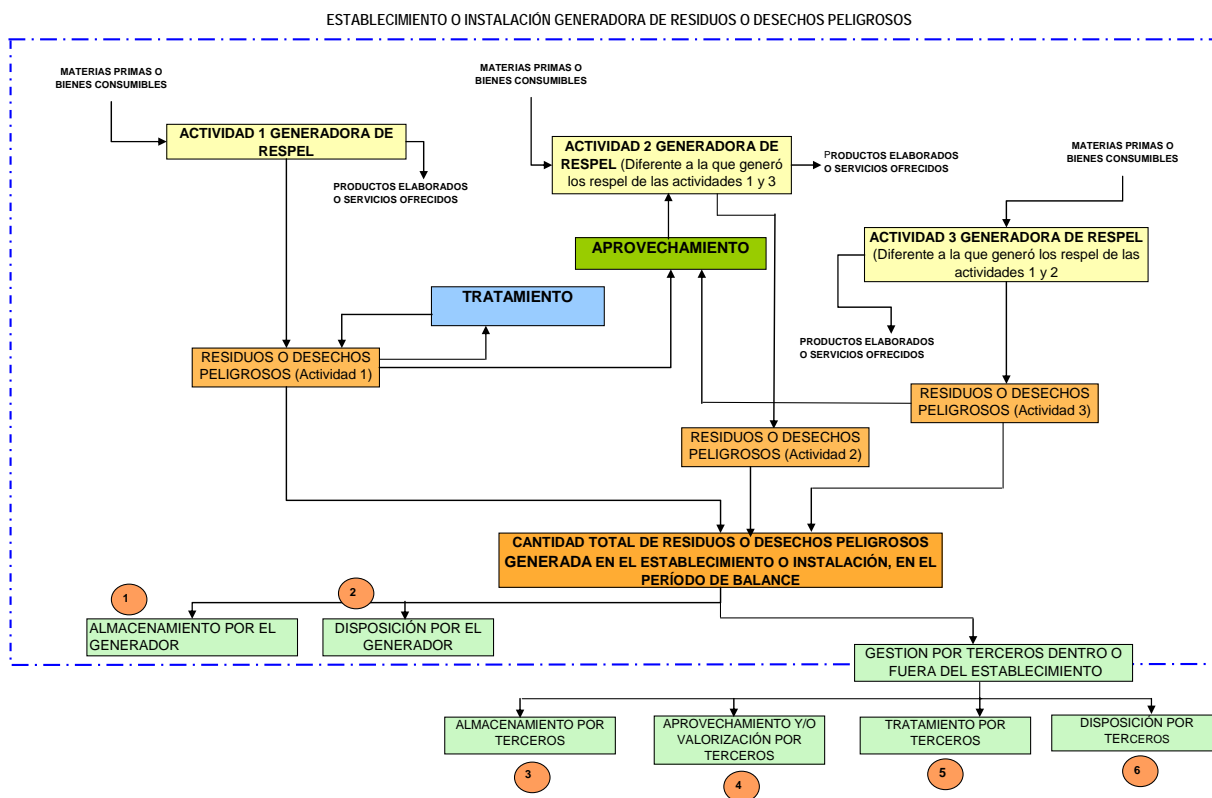 ESTABLECIMIENTO O INSTALACIÓN GENERADORA DE RESIDUOS O DESECHOS PELIGROSOS
MATERIAS PRIMAS O
BIENES CONSUMIBLES
ACTIVIDAD 1 GENERADORA DE
RESPEL
PRODUCTOS ELABORADOS
O SERVICIOS OFRECIDOS
MATERIAS PRIMAS O
BIENES CONSUMIBLES
ACTIVIDAD 2 GENERADORA DE
RESPEL (Diferente a la que generó
los respel de las actividades 1 y 3
PRODUCTOS ELABORADOS
O SERVICIOS OFRECIDOS
MATERIAS PRIMAS O
BIENES CONSUMIBLES
ACTIVIDAD 3 GENERADORA DE RESPEL
(Diferente a la que generó los respel de las
actividades 1 y 2
PRODUCTOS ELABORADOS
O SERVICIOS OFRECIDOS
APROVECHAMIENTO
TRATAMIENTO
RESIDUOS O DESECHOS
PELIGROSOS (Actividad 1)
RESIDUOS O DESECHOS
PELIGROSOS (Actividad 3)
RESIDUOS O DESECHOS
PELIGROSOS (Actividad 2)
CANTIDAD TOTAL DE RESIDUOS O DESECHOS PELIGROSOS
GENERADA EN EL ESTABLECIMIENTO O INSTALACIÓN, EN EL
PERÍODO DE BALANCE
1
ALMACENAMIENTO POR EL
GENERADOR
2
DISPOSICIÓN POR EL
GENERADOR
GESTION POR TERCEROS DENTRO O
FUERA DEL ESTABLECIMIENTO
ALMACENAMIENTO POR
TERCEROS
3
APROVECHAMIENTO Y/O
VALORIZACIÓN POR
TERCEROS
4
TRATAMIENTO POR
TERCEROS
5
DISPOSICIÓN POR
TERCEROS
6